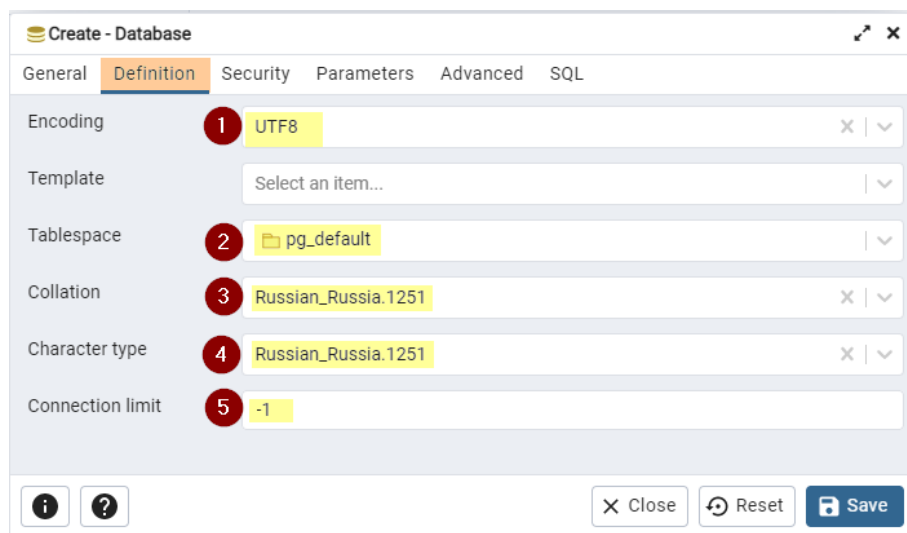 Create - Database
General Definition Security Parameters Advanced SQL
Encoding 1 UTF8
Template Select an item...
Tablespace 2 pg_default
Collation 3 Russian_Russia.1251
Character type 4 Russian_Russia.1251
Connection limit 5 -1
Close Reset Save